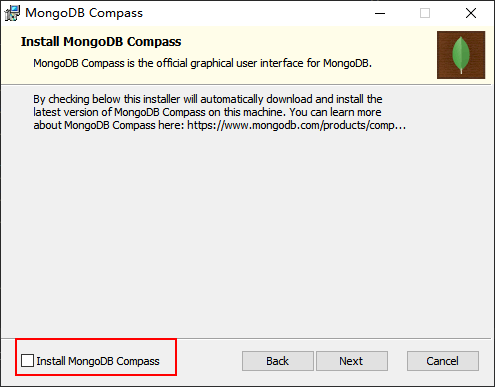 MongoDB Compass
Install MongoDB Compass
MongoDB Compass is the official graphical user interface for MongoDB.
By checking below this installer will automatically download and install the
latest version of MongoDB Compass on this machine. You can learn more
about MongoDB Compass here: https://www.mongodb.com/products/comp...
Install MongoDB Compass
Back
Next
Cancel